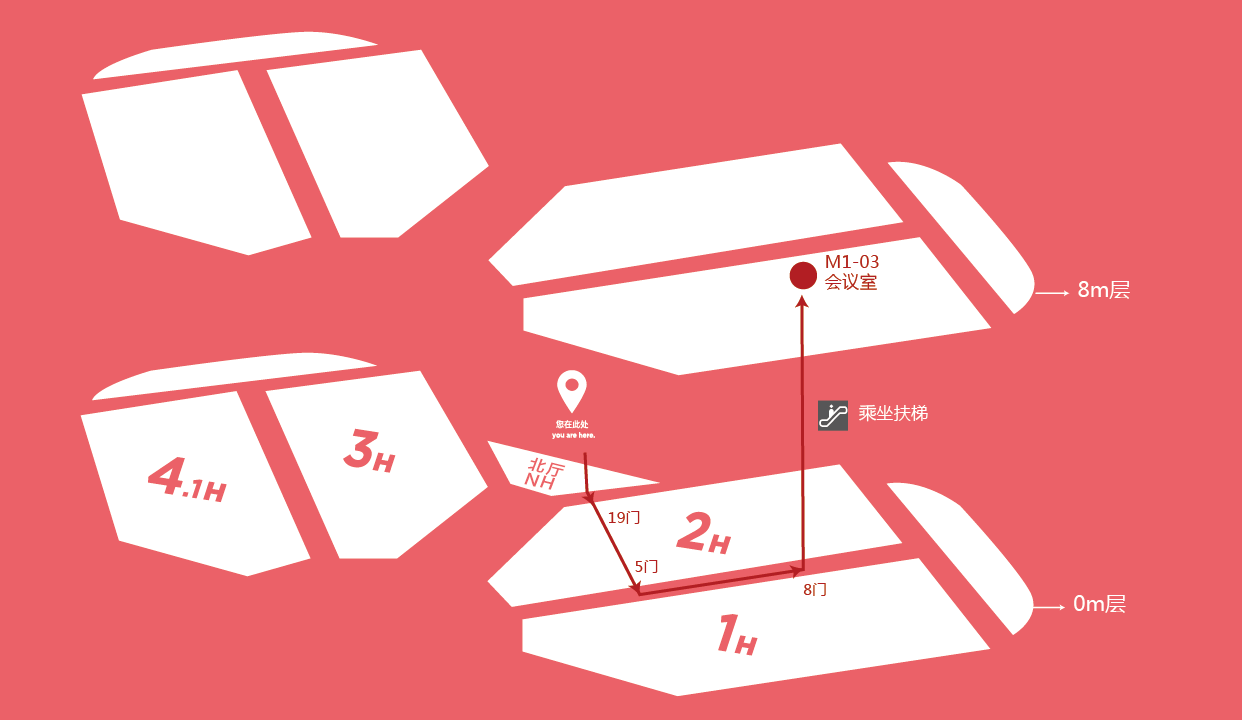 M1-03
会议室
8m层
您在此处
you are here.
乘坐扶梯
4.1H
3H
北厅
NH
19门
2H
5门
8门
0m层
1H